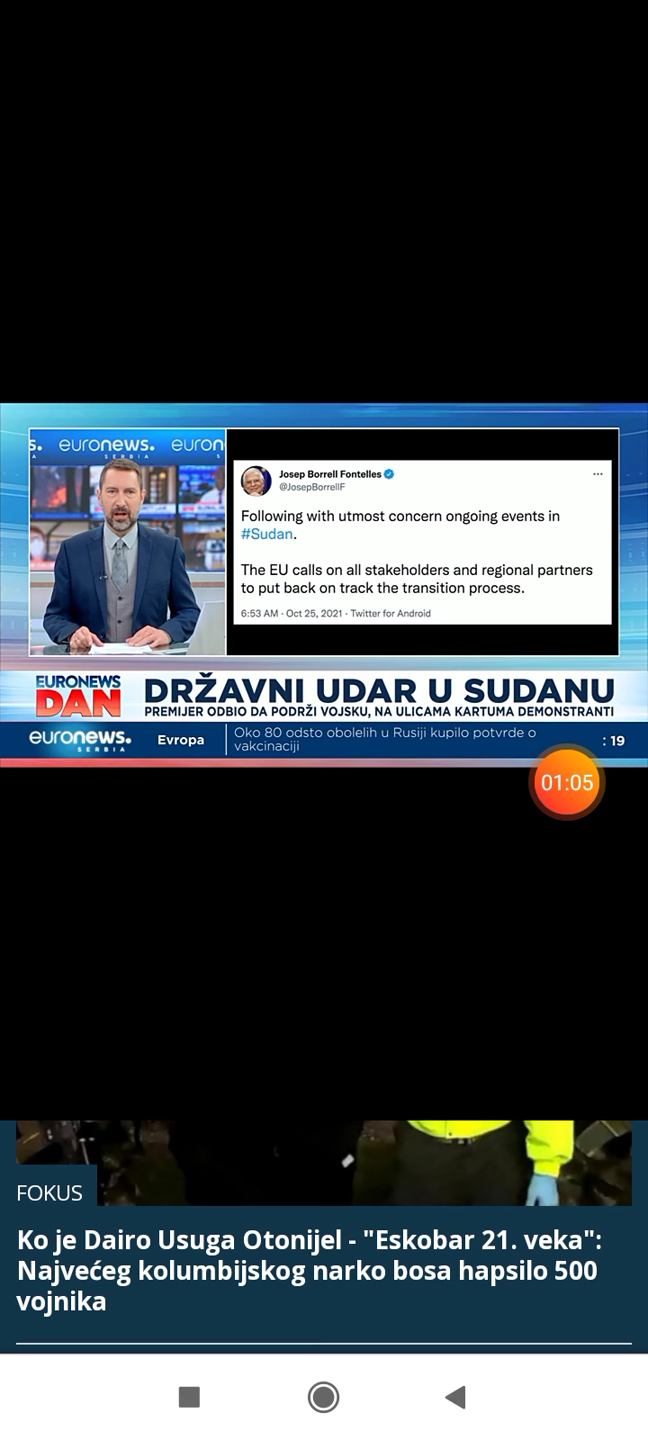 s. euronews. euron
A SERBIA S
Josep Borrell Fontelles
@JosepBorrellF
Following with utmost concern ongoing events in
#Sudan.
The EU calls on all stakeholders and regional partners
to put back on track the transition process.
6:53 AM · Oct 25, 2021 · Twitter for Android
EURONEWS
DAN
DRŽAVNI UDAR U SUDANU
PREMIJER ODBIO DA PODRŽI VOJSKU, NA ULICAMA KARTUMA DEMONSTRANTI
euronews.
SERBIA
Evropa
Oko 80 odsto obolelih u Rusiji kupilo potvrde o
vakcinaciji
: 19
01:05
FOKUS
Ko je Dairo Usuga Otonijel - "Eskobar 21. veka":
Najvećeg kolumbijskog narko bosa hapsilo 500
vojnika